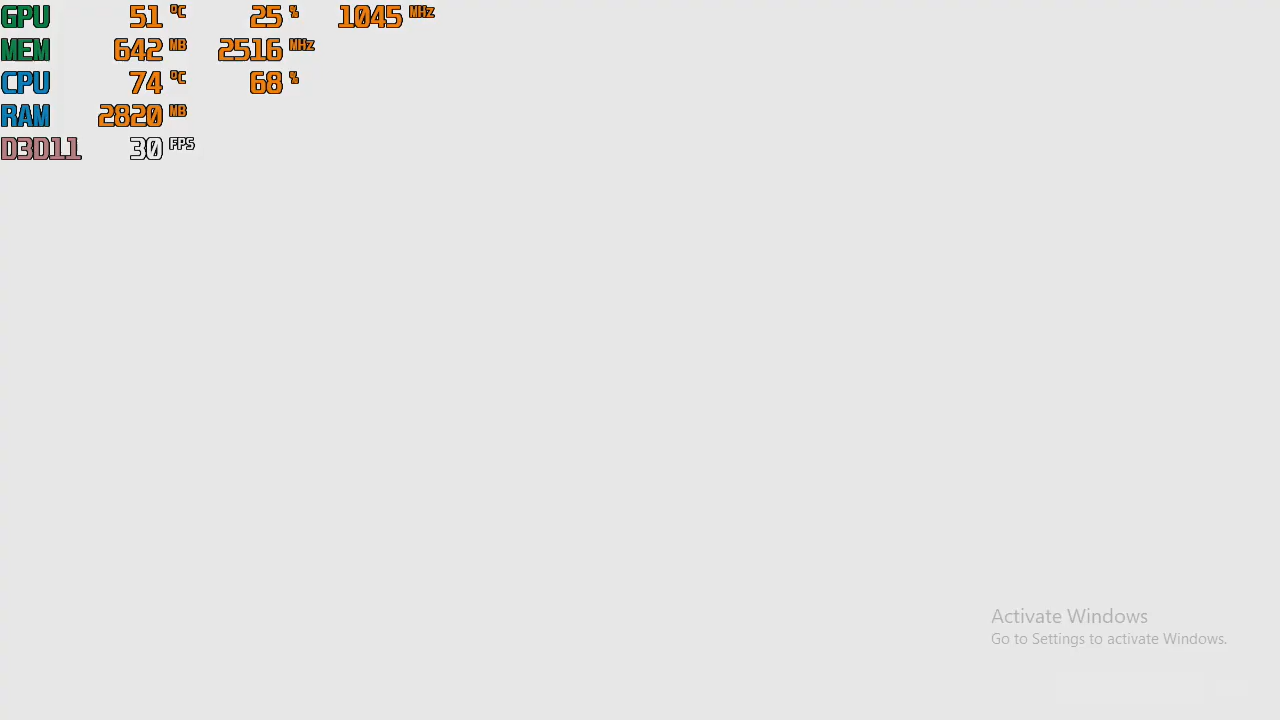 GPU 51 °C 25 % 1045 MHz
MEM 642 MB 2516 MHz
CPU 74 °C 68 %
RAM 2820 MB
D3D11 30 FPS
Activate Windows
Go to Settings to activate Windows.